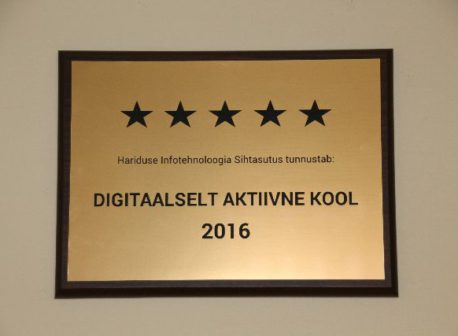 Hariduse Infotehnoloogia Sihtasutus tunnustab:
DIGITAALSELT AKTIIVNE KOOL
2016